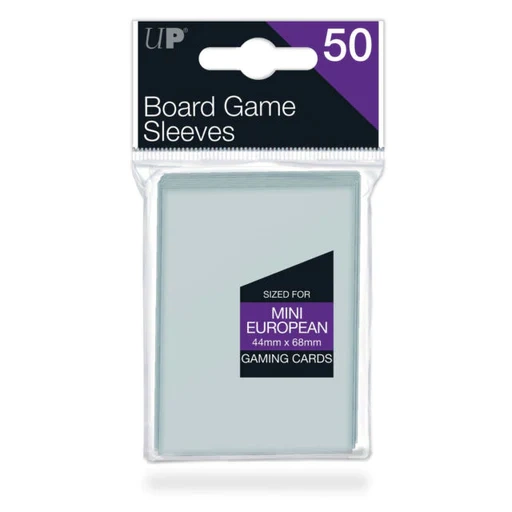 UP®
50
Board Game
Sleeves
SIZED FOR
MINI
EUROPEAN
44mm x 68mm
GAMING CARDS